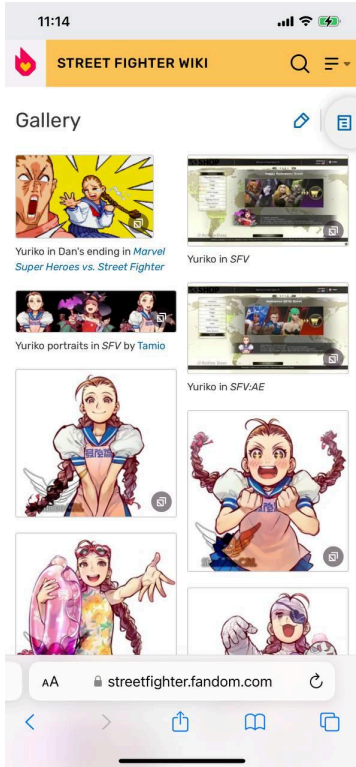 11:14
STREET FIGHTER WIKI
Gallery
Yuriko in Dan's ending in Marvel
Super Heroes vs. Street Fighter
Yuriko in SFV
Yuriko portraits in SFV by Tamio
Yuriko in SFV:AE
AA
streetfighter.fandom.com